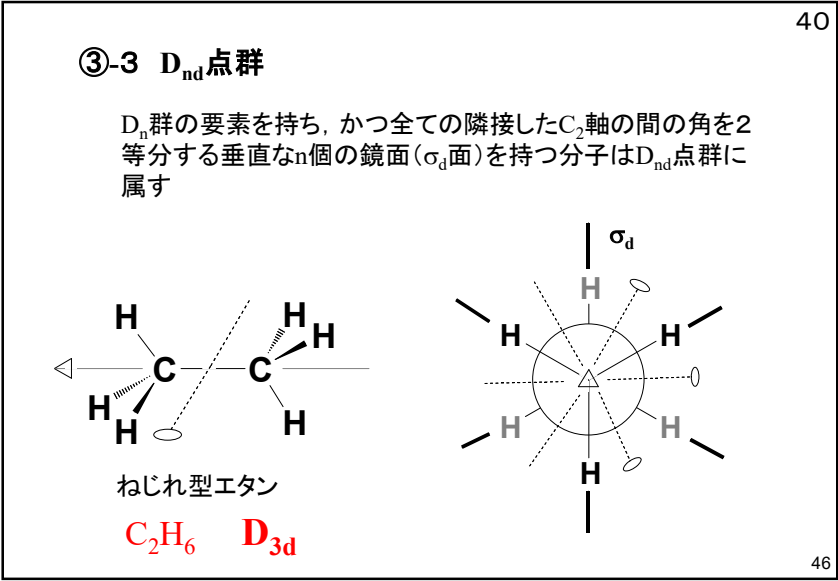 40
③-3 Dnd点群
Dn群の要素を持ち，かつ全ての隣接したC2軸の間の角を2
等分する垂直なn個の鏡面（σd面）を持つ分子はDnd点群に
属す
σd
H
H
H
C
C
H
H
H
H
H
H
H
H
H
ねじれ型エタン
C2H6 D3d
46